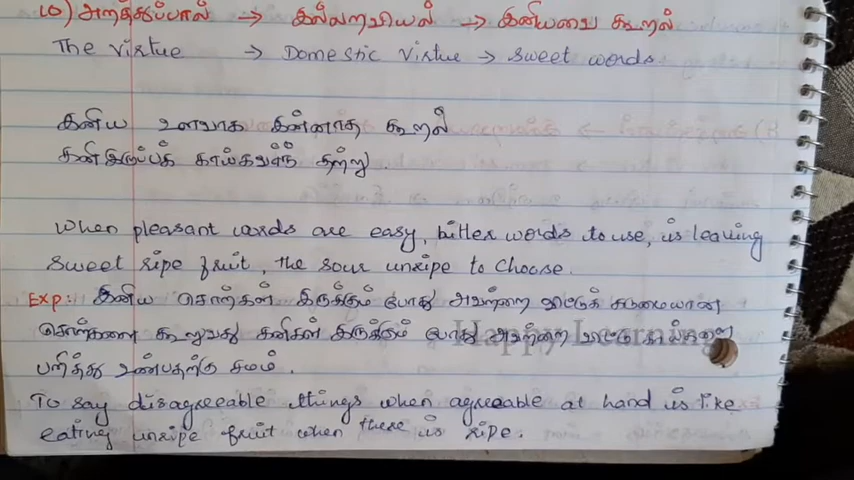 10) அறத்துப்பால் → இல்லறவியல் → இனியவை கூறல்
The virtue → Domestic Virtue → sweet words.
இனிய உளவாக இன்னாத கூறல்
கனிஇருப்பக் காய்கவர்ந் தற்று.
when pleasant words are easy, bitter words to use, is leaving
sweet ripe fruit, the sour unripe to choose.
Exp:- இனிய சொற்கள் இருக்கும் போது அவற்றை விட்டுக் கடுமையான
சொற்களை கூறுவது கனிகள் இருக்கும் போது அவற்றை விட்டு காய்களை
பறித்து உண்பதற்கு சமம்.
To say disagreeable things when agreeable at hand is like
eating unripe fruit when there is ripe.
Happy Learning